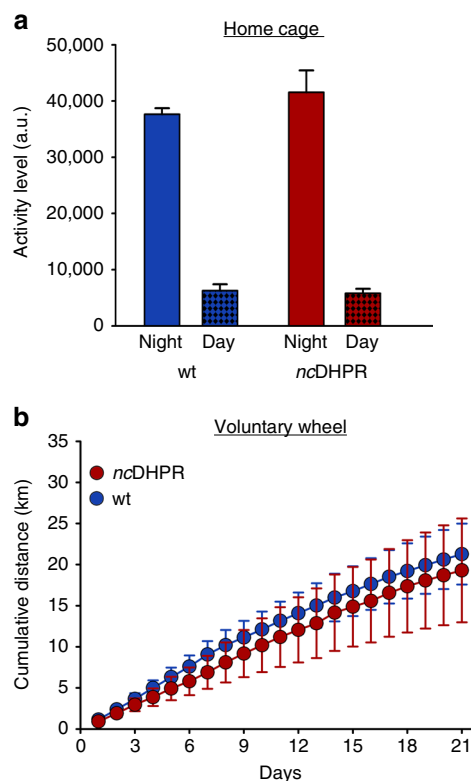 a
Home cage
50,000
40,000
30,000
20,000
10,000
0
Activity level (a.u.)
Night Day Night Day
wt ncDHPR
b
Voluntary wheel
35
30
25
20
15
10
5
0
Cumulative distance (km)
ncDHPR
wt
0 3 6 9 12 15 18 21
Days